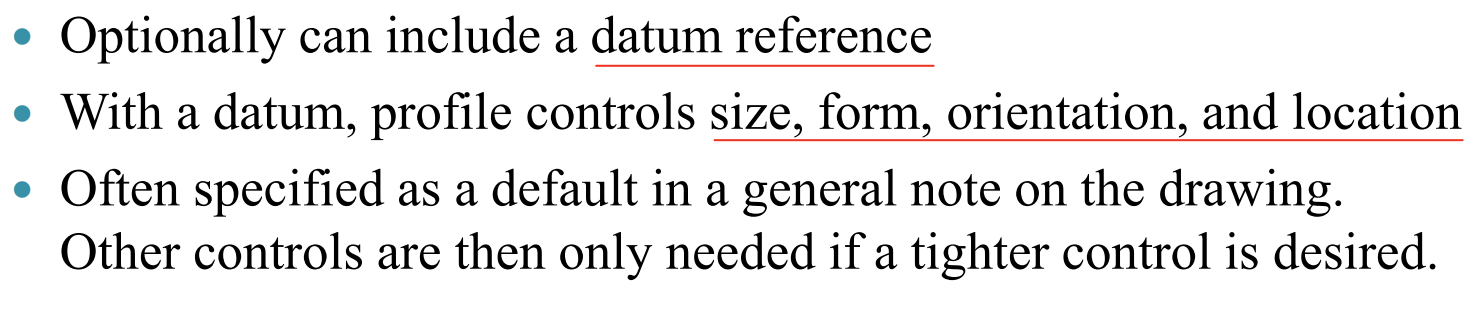 • Optionally can include a datum reference
• With a datum, profile controls size, form, orientation, and location
• Often specified as a default in a general note on the drawing.
Other controls are then only needed if a tighter control is desired.